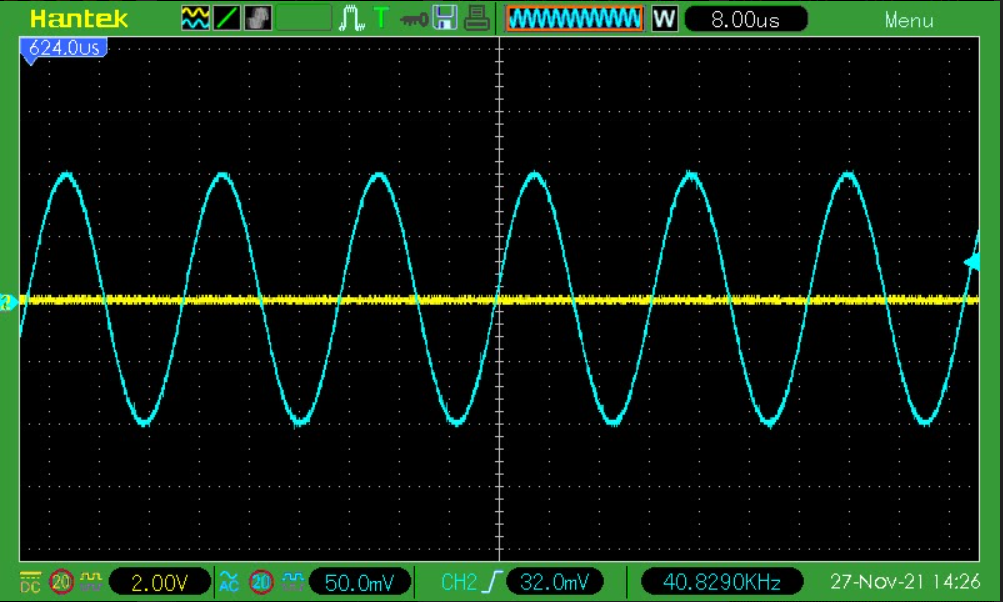 Hantek T W 8.00us Menu
624.0us
DC 20 2.00V AC 20 50.0mV CH2 32.0mV 40.8290KHz 27-Nov-21 14:26